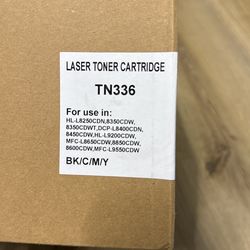 LASER TONER CARTRIDGE
TN336
For use in:
HL-L8250CDN,8350CDW,
8350CDWT,DCP-L8400CDN,
8450CDW,HL-L9200CDW,
MFC-L8650CDW,8850CDW,
8600CDW,MFC-L9550CDW
BK/C/M/Y